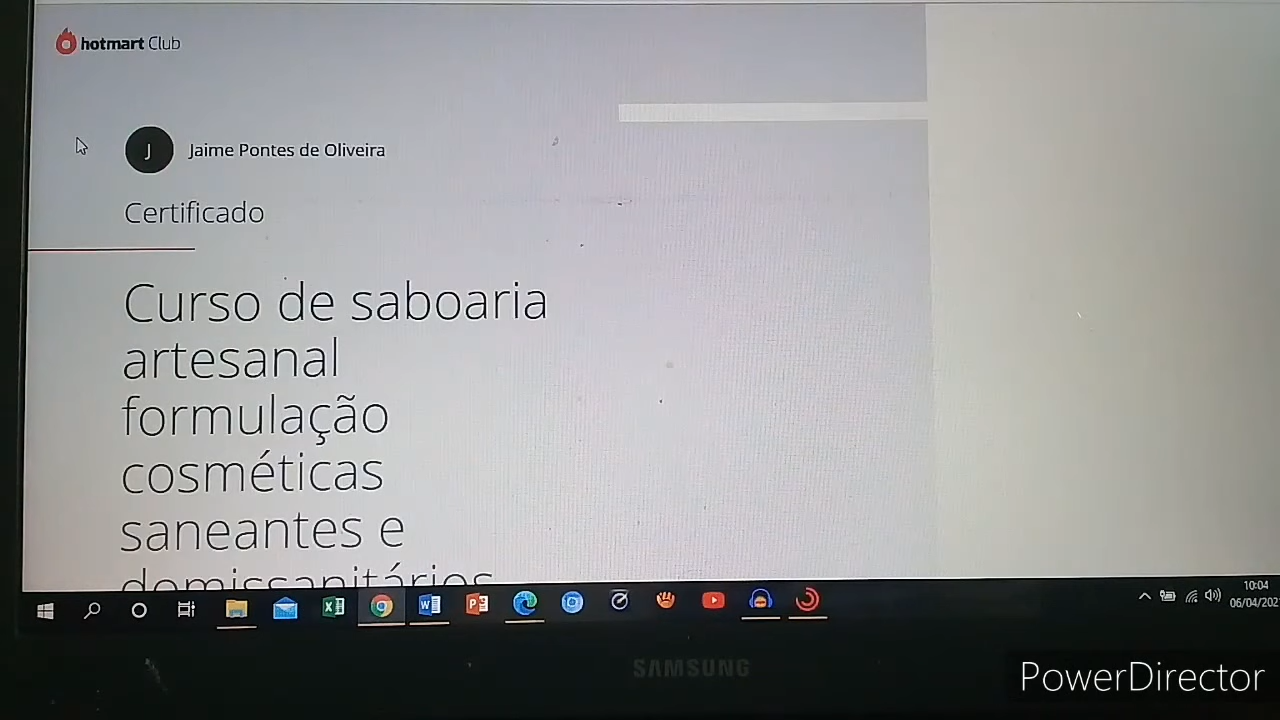 hotmart Club
J
Jaime Pontes de Oliveira
Certificado
Curso de saboaria
artesanal
formulação
cosméticas
saneantes e
domissanitários
10:04
06/04/202
SAMSUNG
PowerDirector